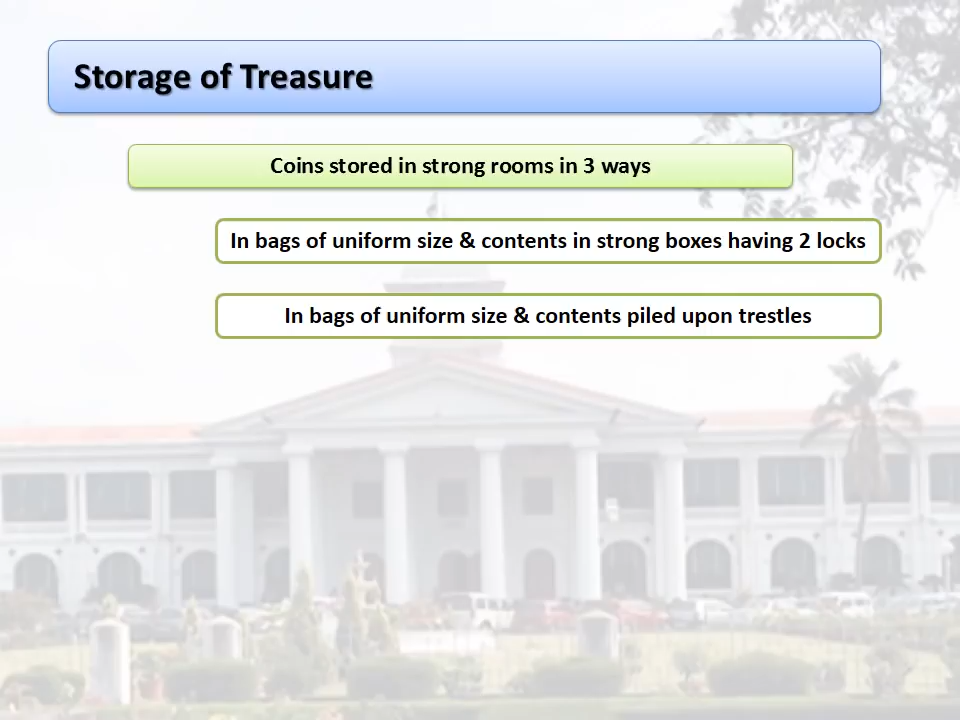 Storage of Treasure
Coins stored in strong rooms in 3 ways
In bags of uniform size & contents in strong boxes having 2 locks
In bags of uniform size & contents piled upon trestles